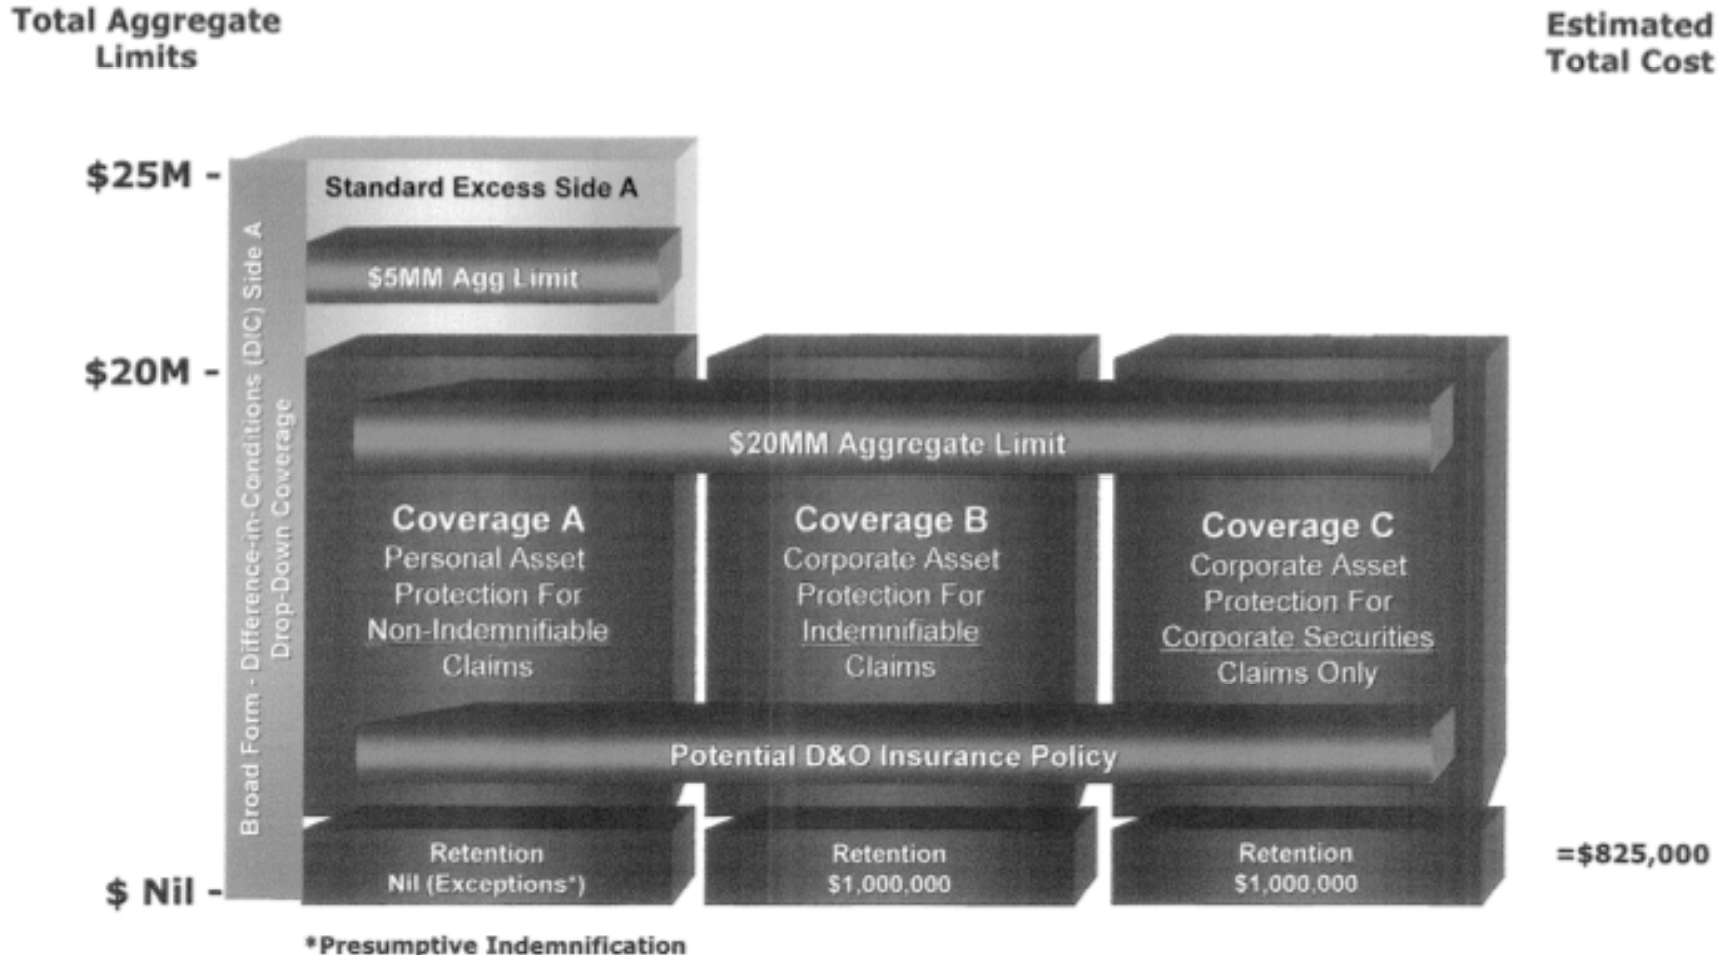 Total Aggregate
Limits
Estimated
Total Cost
$25M -
Standard Excess Side A
$5MM Agg Limit
$20M -
Broad Form - Difference-in-Conditions (DIC) Side A
Drop-Down Coverage
$20MM Aggregate Limit
Coverage A
Personal Asset
Protection For
Non-Indemnifiable
Claims
Coverage B
Corporate Asset
Protection For
Indemnifiable
Claims
Coverage C
Corporate Asset
Protection For
Corporate Securities
Claims Only
Potential D&O Insurance Policy
Retention
Nil (Exceptions*)
Retention
$1,000,000
Retention
$1,000,000
=$825,000
$ Nil -
*Presumptive Indemnification